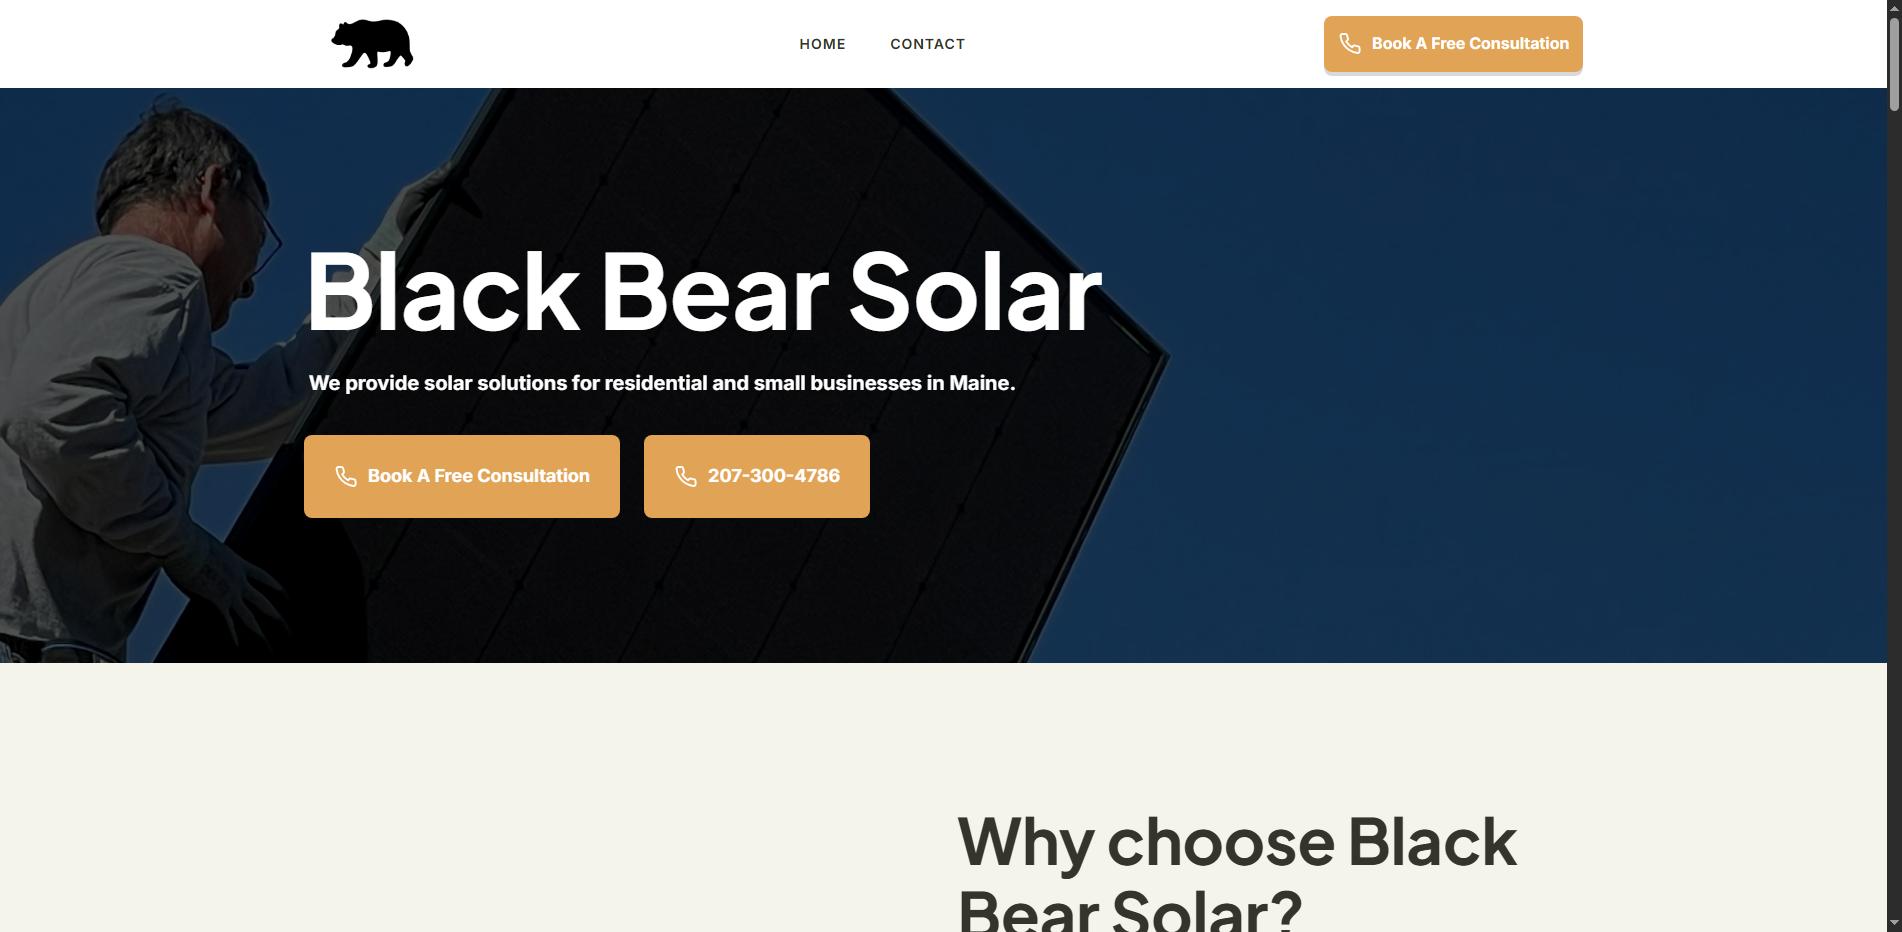 HOME CONTACT
Book A Free Consultation
Black Bear Solar
We provide solar solutions for residential and small businesses in Maine.
Book A Free Consultation
207-300-4786
Why choose Black
Bear Solar?